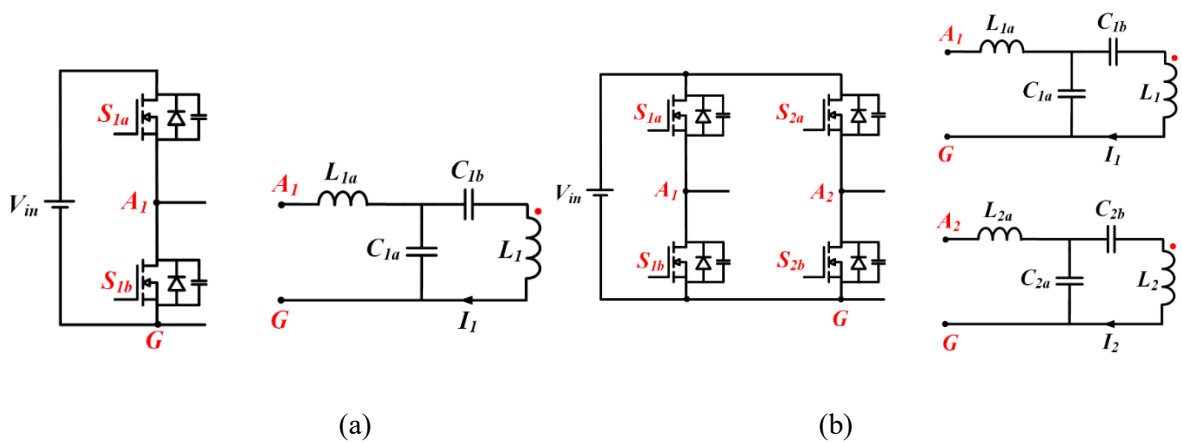 S1a
Vin
A1
S1b
G
A1
L1a
C1b
C1a
L1
G
I1
(a)
S1a
S2a
Vin
A1
A2
S1b
S2b
G
A1
L1a
C1b
C1a
L1
G
I1
A2
L2a
C2b
C2a
L2
G
I2
(b)